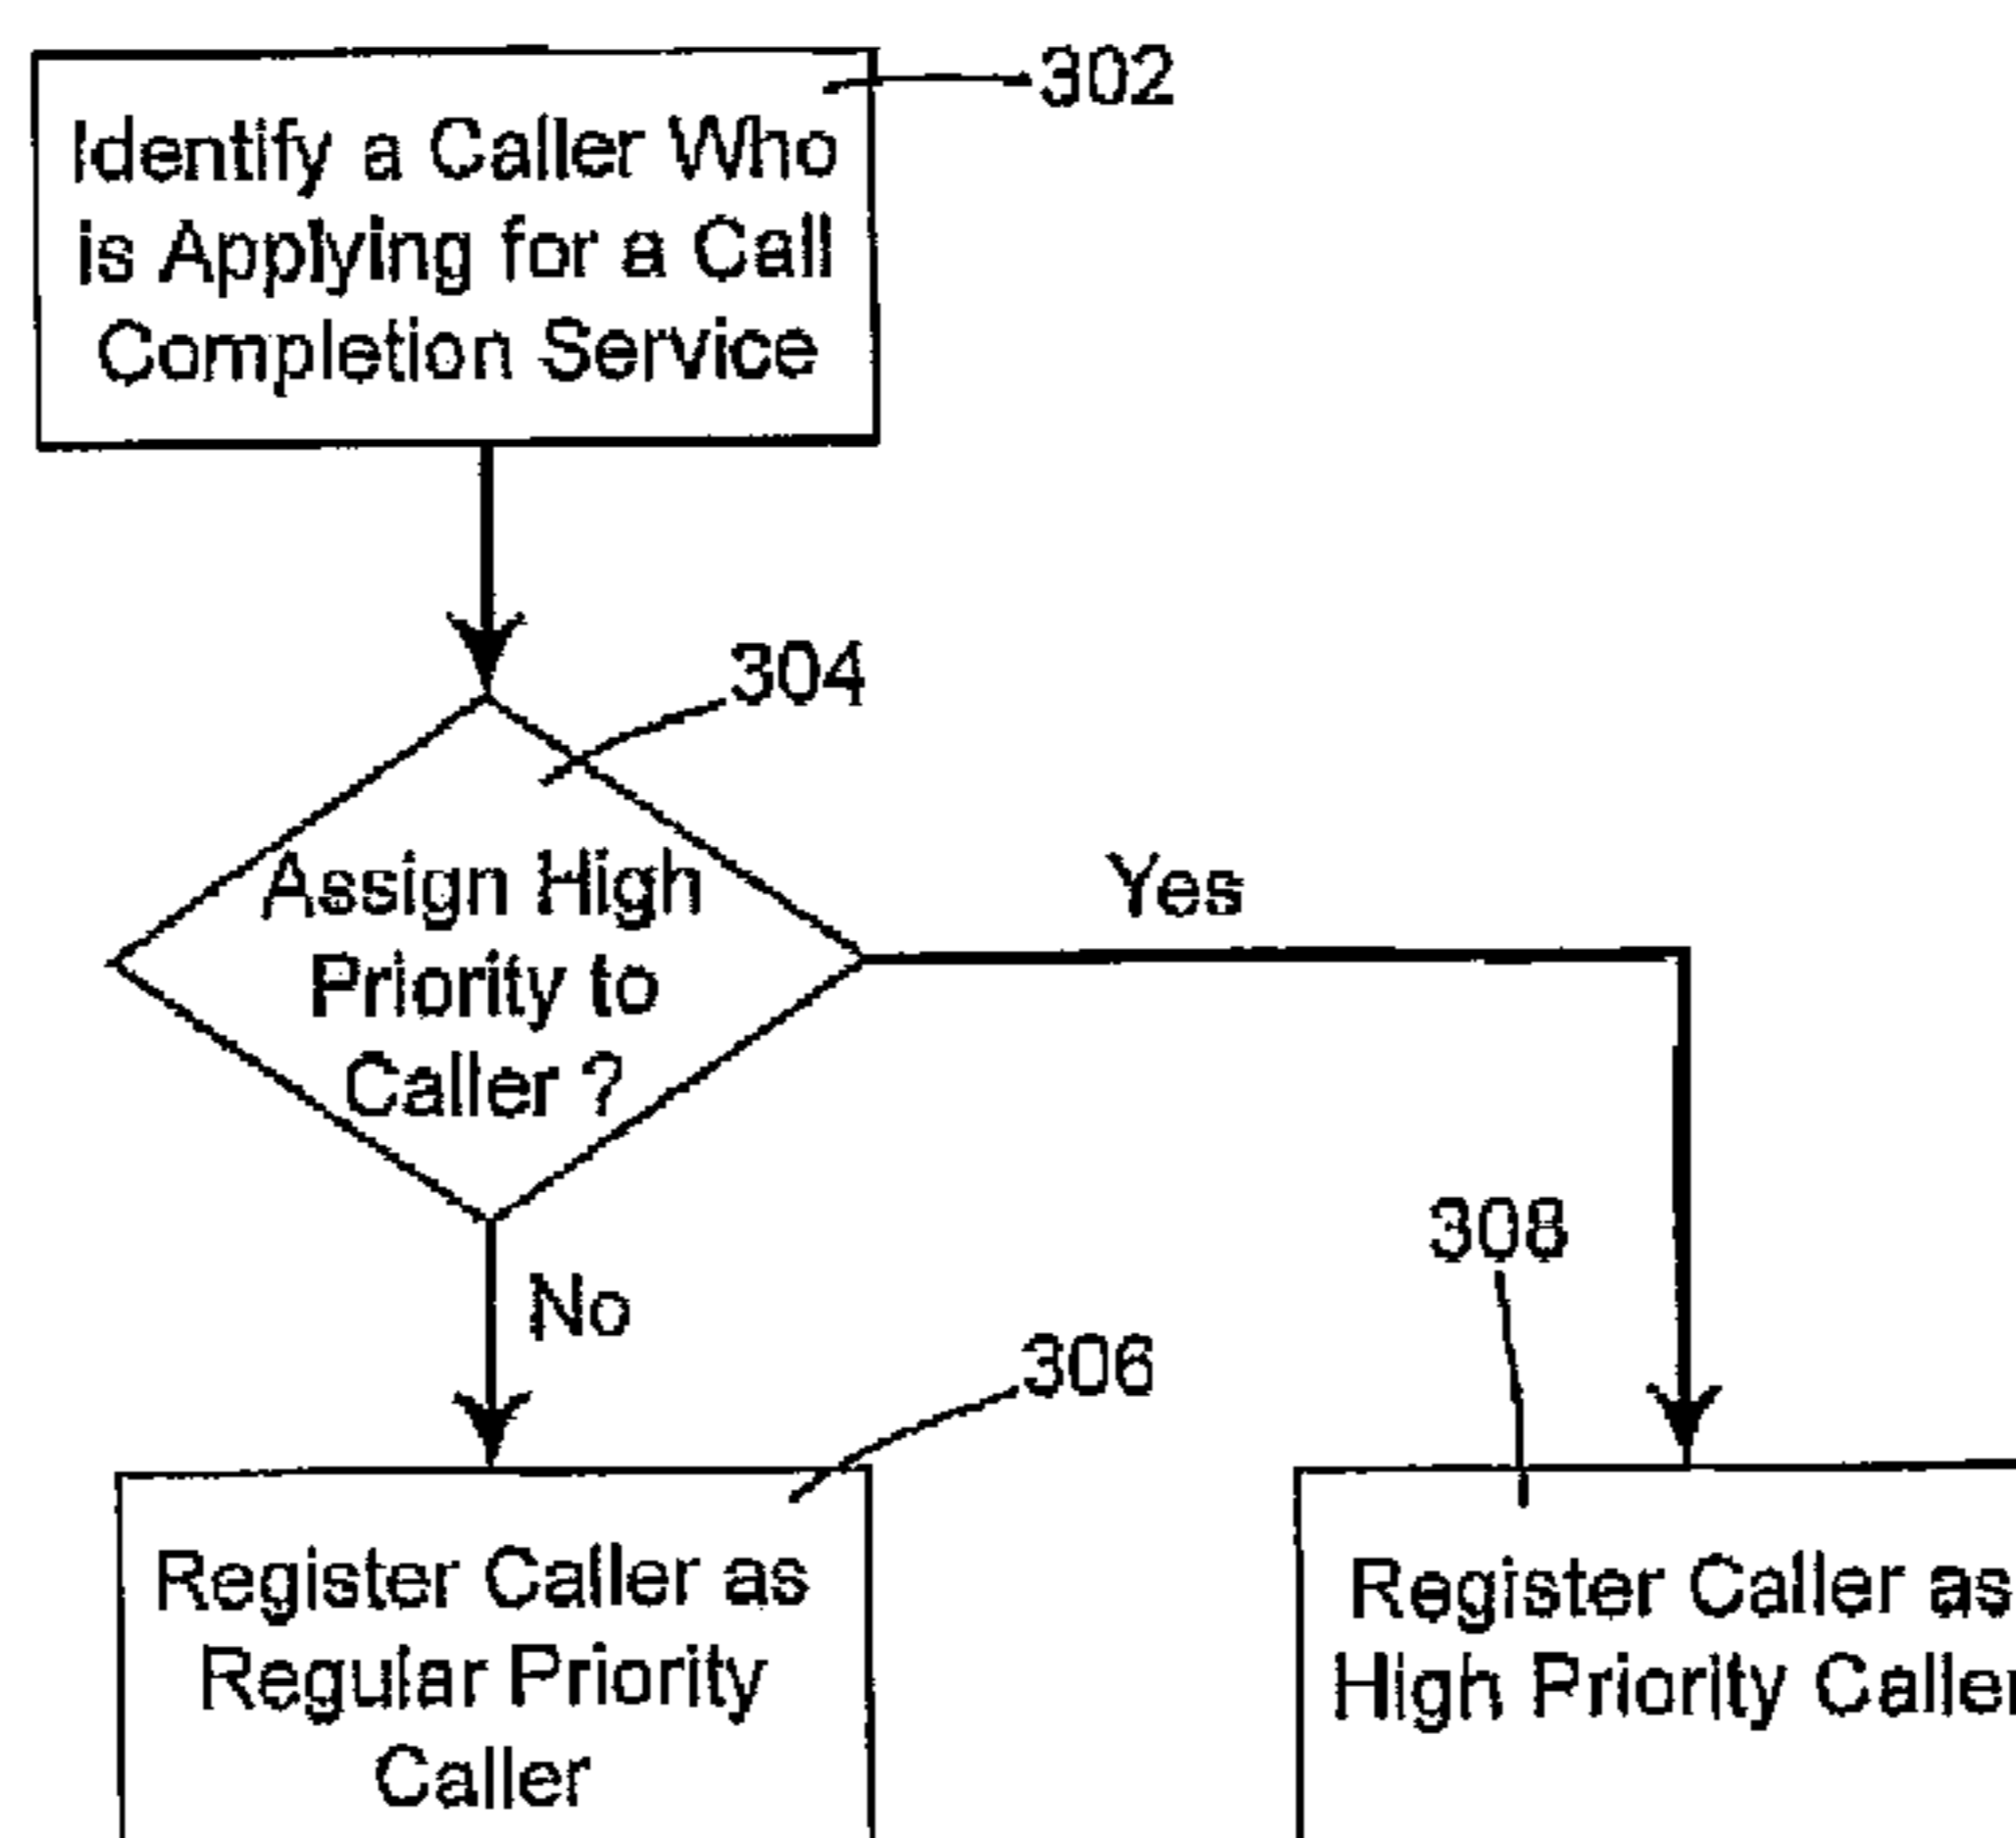 302
Identify a Caller Who
is Applying for a Call
Completion Service
304
Assign High
Priority to
Caller ?
Yes
No
306
308
Register Caller as
Regular Priority
Caller
Register Caller as
High Priority Caller